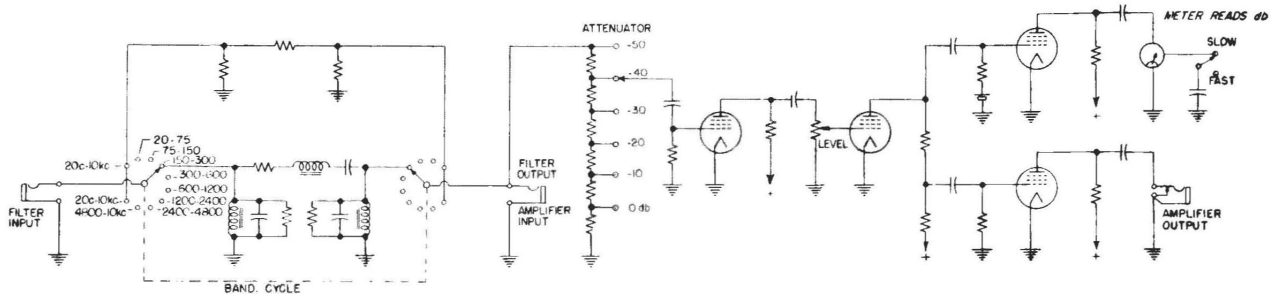 METER READS db
ATTENUATOR
-50
-40
-30
-20
-10
0 db
SLOW
FAST
+
LEVEL
+
20-75
75-150
150-300
300-600
600-1200
1200-2400
2400-4800
4800-10kc
20c-10kc
20c-10kc
FILTER
INPUT
FILTER
OUTPUT
AMPLIFIER
INPUT
+
+
AMPLIFIER
OUTPUT
BAND. CYCLE